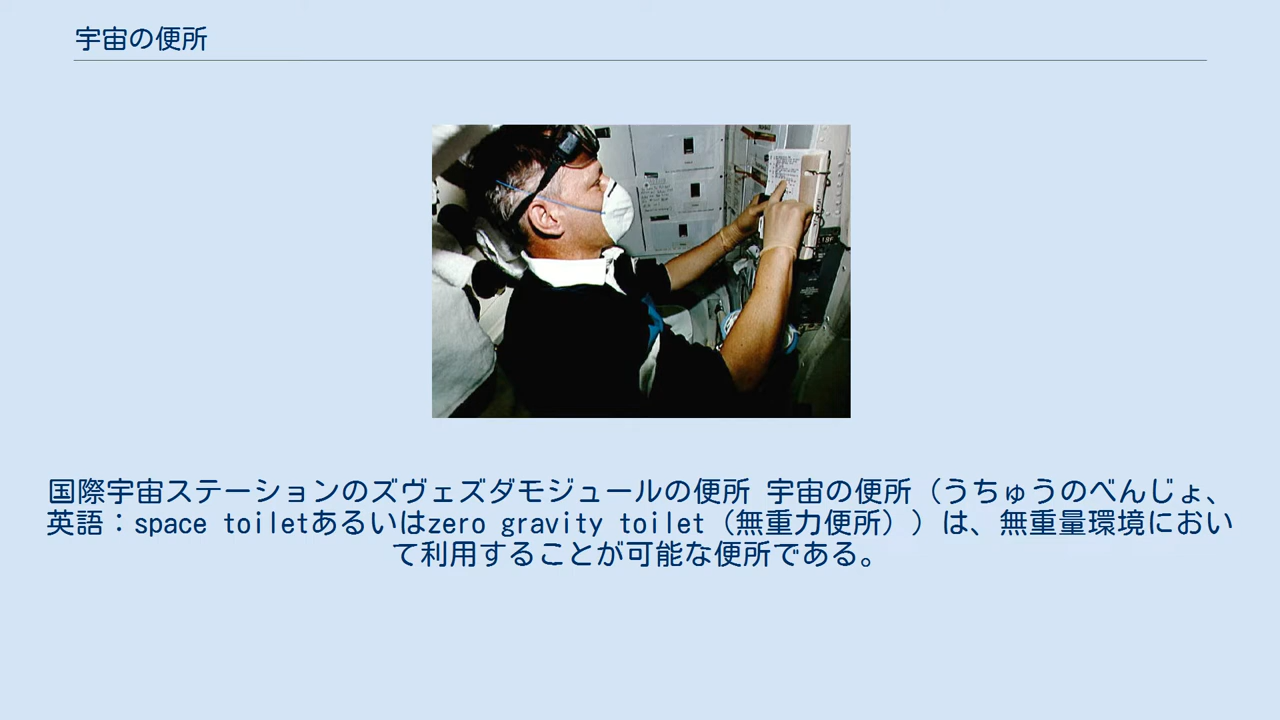 宇宙の便所
国際宇宙ステーションのズヴェズダモジュールの便所 宇宙の便所（うちゅうのべんじょ、
英語：space toiletあるいはzero gravity toilet（無重力便所））は、無重量環境におい
て利用することが可能な便所である。